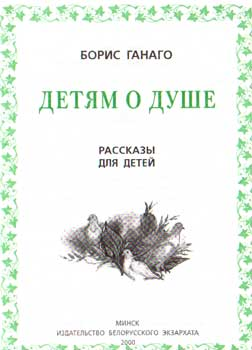 БОРИС ГАНАГО
ДЕТЯМ О ДУШЕ
РАССКАЗЫ
ДЛЯ ДЕТЕЙ
МИНСК
ИЗДАТЕЛЬСТВО БЕЛОРУССКОГО ЭКЗАРХАТА
2000